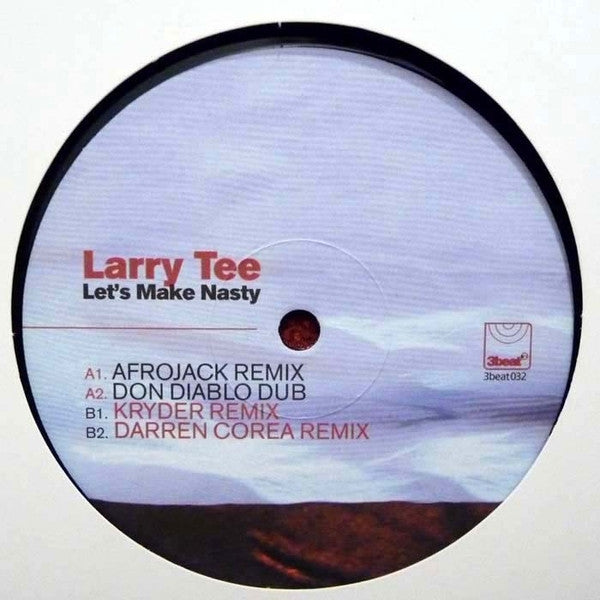 Larry Tee
Let's Make Nasty
A1. AFROJACK REMIX
A2. DON DIABLO DUB
B1. KRYDER REMIX
B2. DARREN COREA REMIX
3beat
3beat032